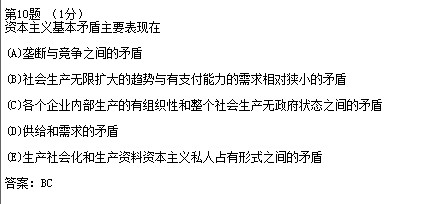 第10题 （1分）
资本主义基本矛盾主要表现在
(A)垄断与竞争之间的矛盾
(B)社会生产无限扩大的趋势与有支付能力的需求相对狭小的矛盾
(C)各个企业内部生产的有组织性和整个社会生产无政府状态之间的矛盾
(D)供给和需求的矛盾
(E)生产社会化和生产资料资本主义私人占有形式之间的矛盾
答案：BC